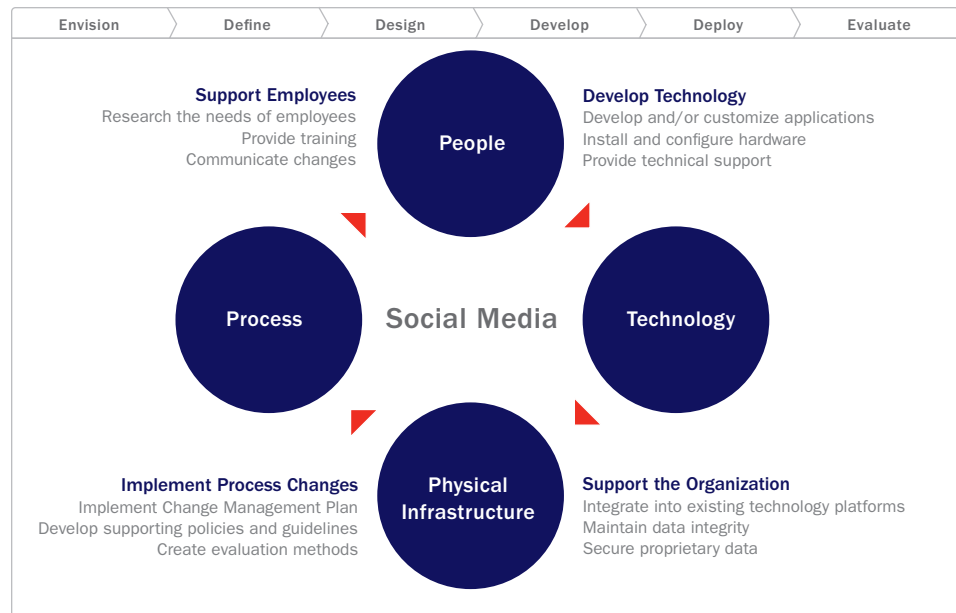 Envision
Define
Design
Develop
Deploy
Evaluate
Support Employees
Research the needs of employees
Provide training
Communicate changes
People
Develop Technology
Develop and/or customize applications
Install and configure hardware
Provide technical support
Process
Social Media
Technology
Implement Process Changes
Implement Change Management Plan
Develop supporting policies and guidelines
Create evaluation methods
Physical
Infrastructure
Support the Organization
Integrate into existing technology platforms
Maintain data integrity
Secure proprietary data